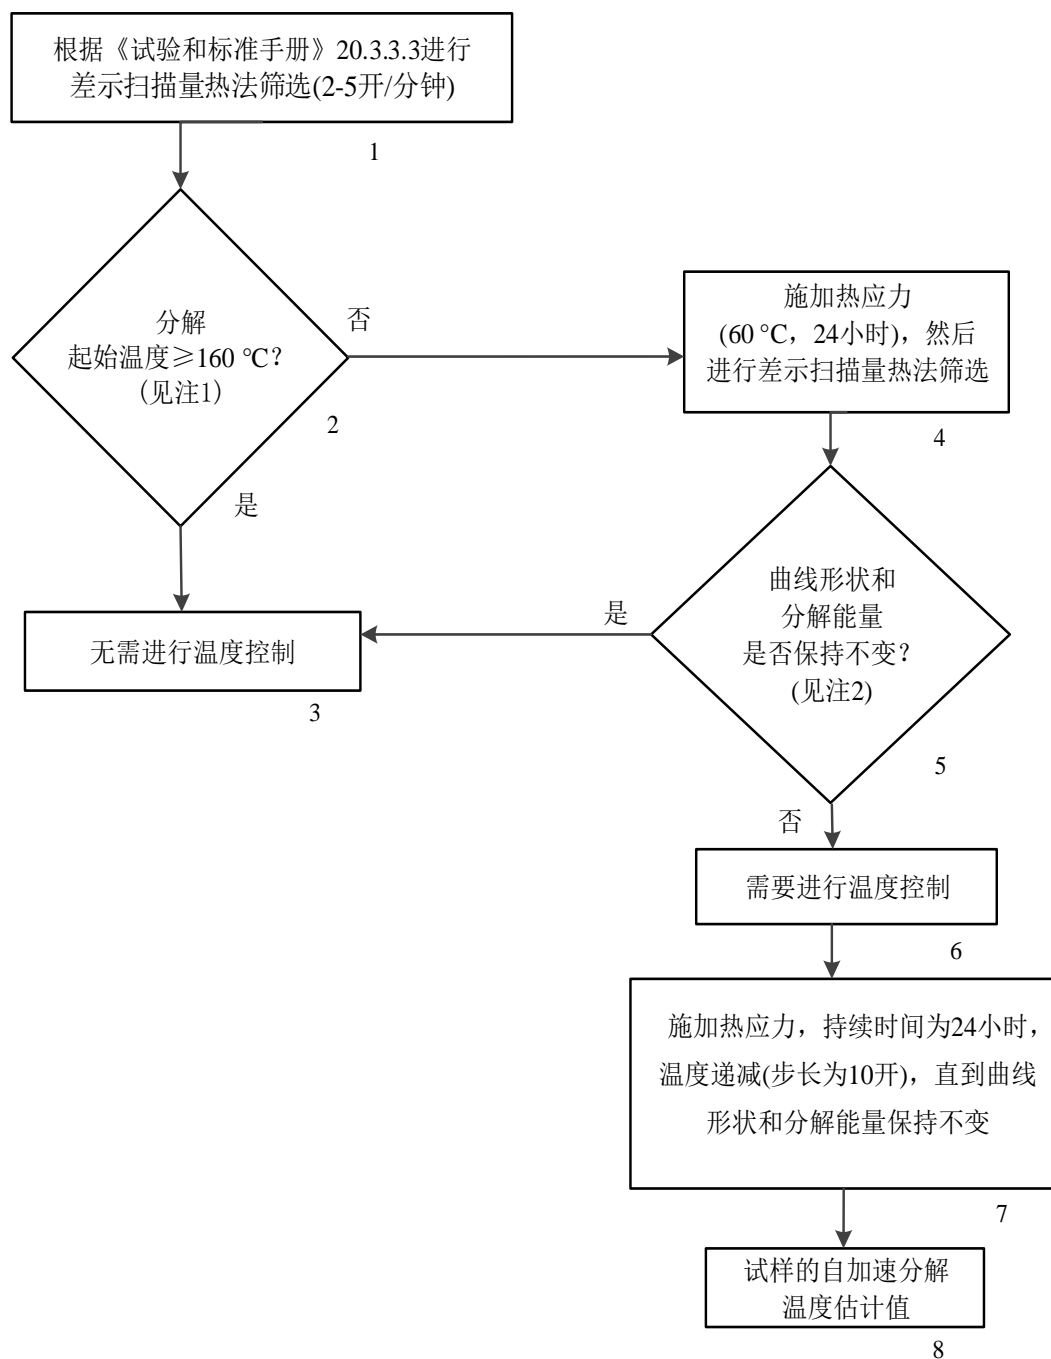 根据《试验和标准手册》20.3.3.3进行
差示扫描量热法筛选(2-5开/分钟)
1
分解
起始温度≥160 °C?
（见注1）
2
否
是
施加热应力
(60 °C，24小时)，然后
进行差示扫描量热法筛选
4
曲线形状和
分解能量
是否保持不变？
(见注2)
5
是
无需进行温度控制
3
否
需要进行温度控制
6
施加热应力，持续时间为24小时，
温度递减(步长为10开)，直到曲线
形状和分解能量保持不变
7
试样的自加速分解
温度估计值
8